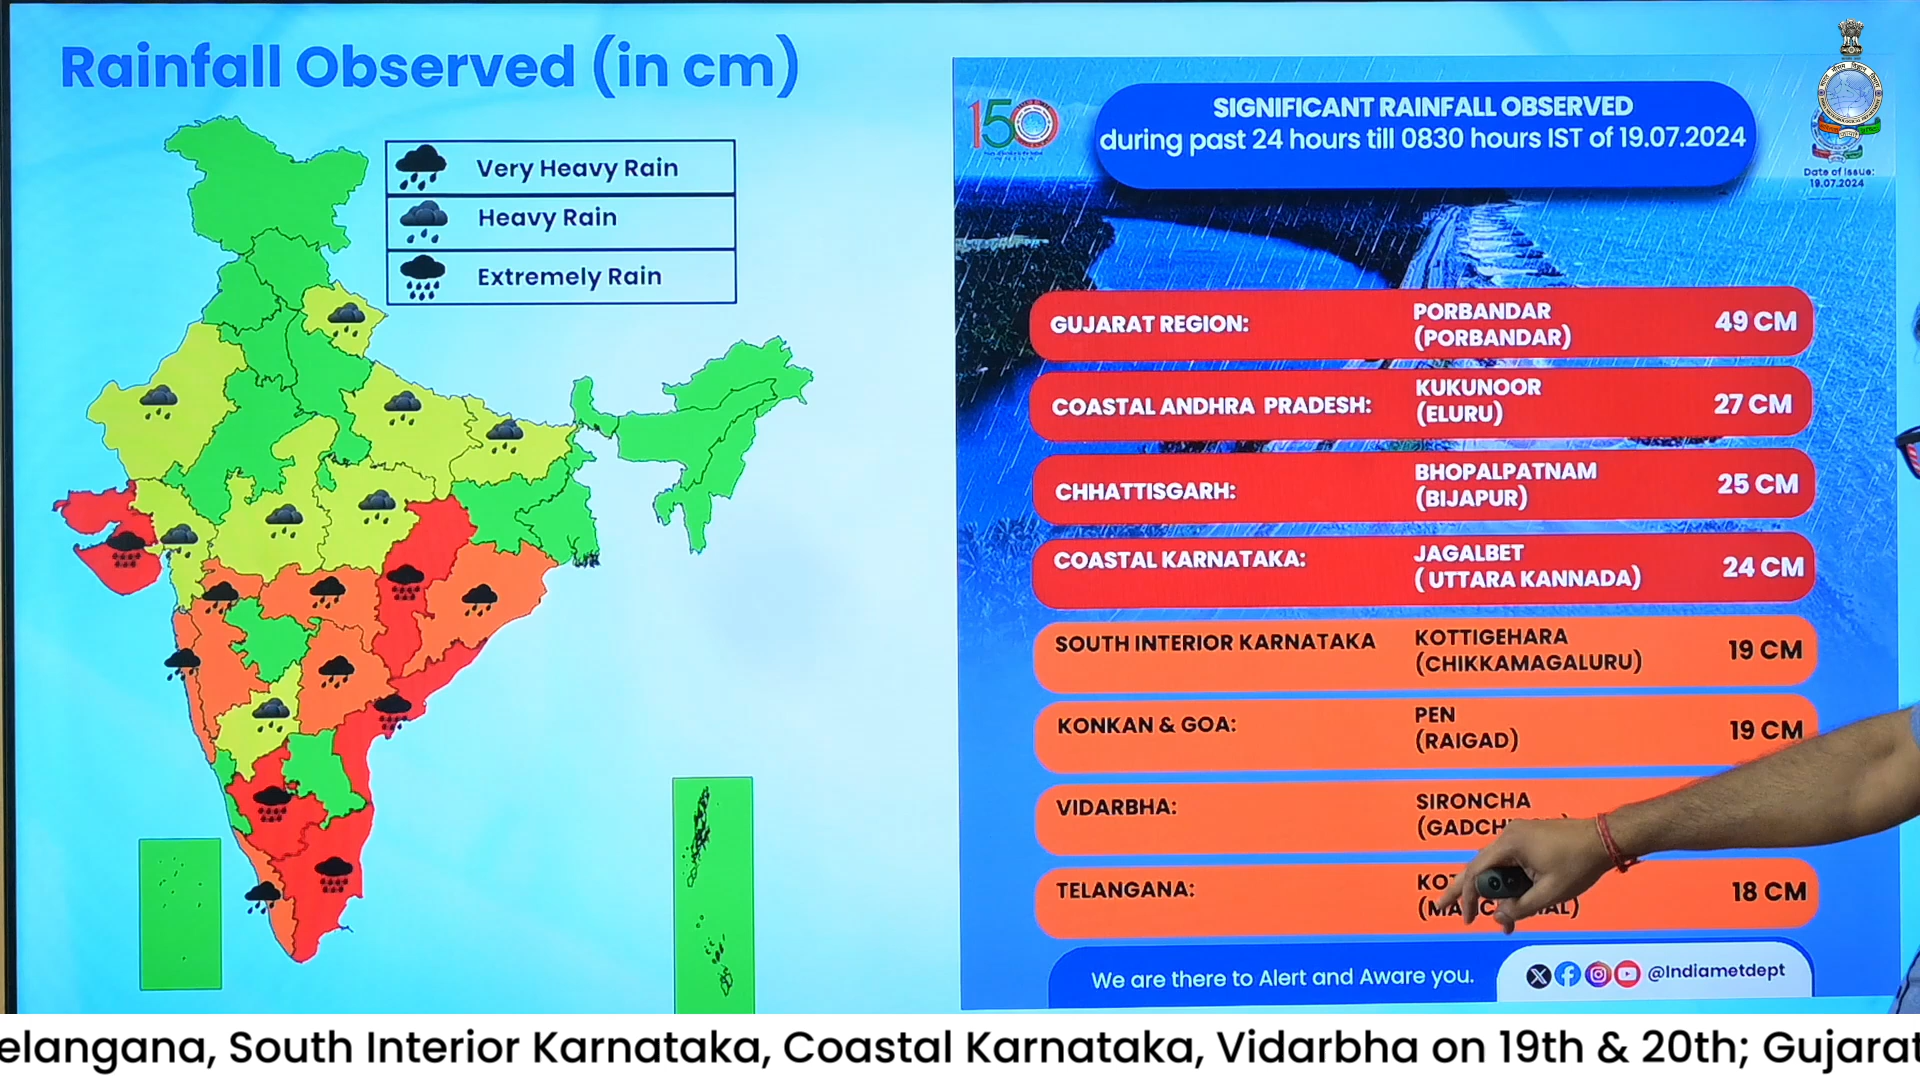 Rainfall Observed (in cm)
Very Heavy Rain
Heavy Rain
Extremely Rain
150
SIGNIFICANT RAINFALL OBSERVED
during past 24 hours till 0830 hours IST of 19.07.2024
Date of Issue:
19.07.2024
GUJARAT REGION: PORBANDAR (PORBANDAR) 49 CM
COASTAL ANDHRA PRADESH: KUKUNOOR (ELURU) 27 CM
CHHATTISGARH: BHOPALPATNAM (BIJAPUR) 25 CM
COASTAL KARNATAKA: JAGALBET ( UTTARA KANNADA) 24 CM
SOUTH INTERIOR KARNATAKA KOTTIGEHARA (CHIKKAMAGALURU) 19 CM
KONKAN & GOA: PEN (RAIGAD) 19 CM
VIDARBHA: SIRONCHA
TELANGANA: 18 CM
We are there to Alert and Aware you.
@Indiametdept
elangana, South Interior Karnataka, Coastal Karnataka, Vidarbha on 19th & 20th; Gujarat